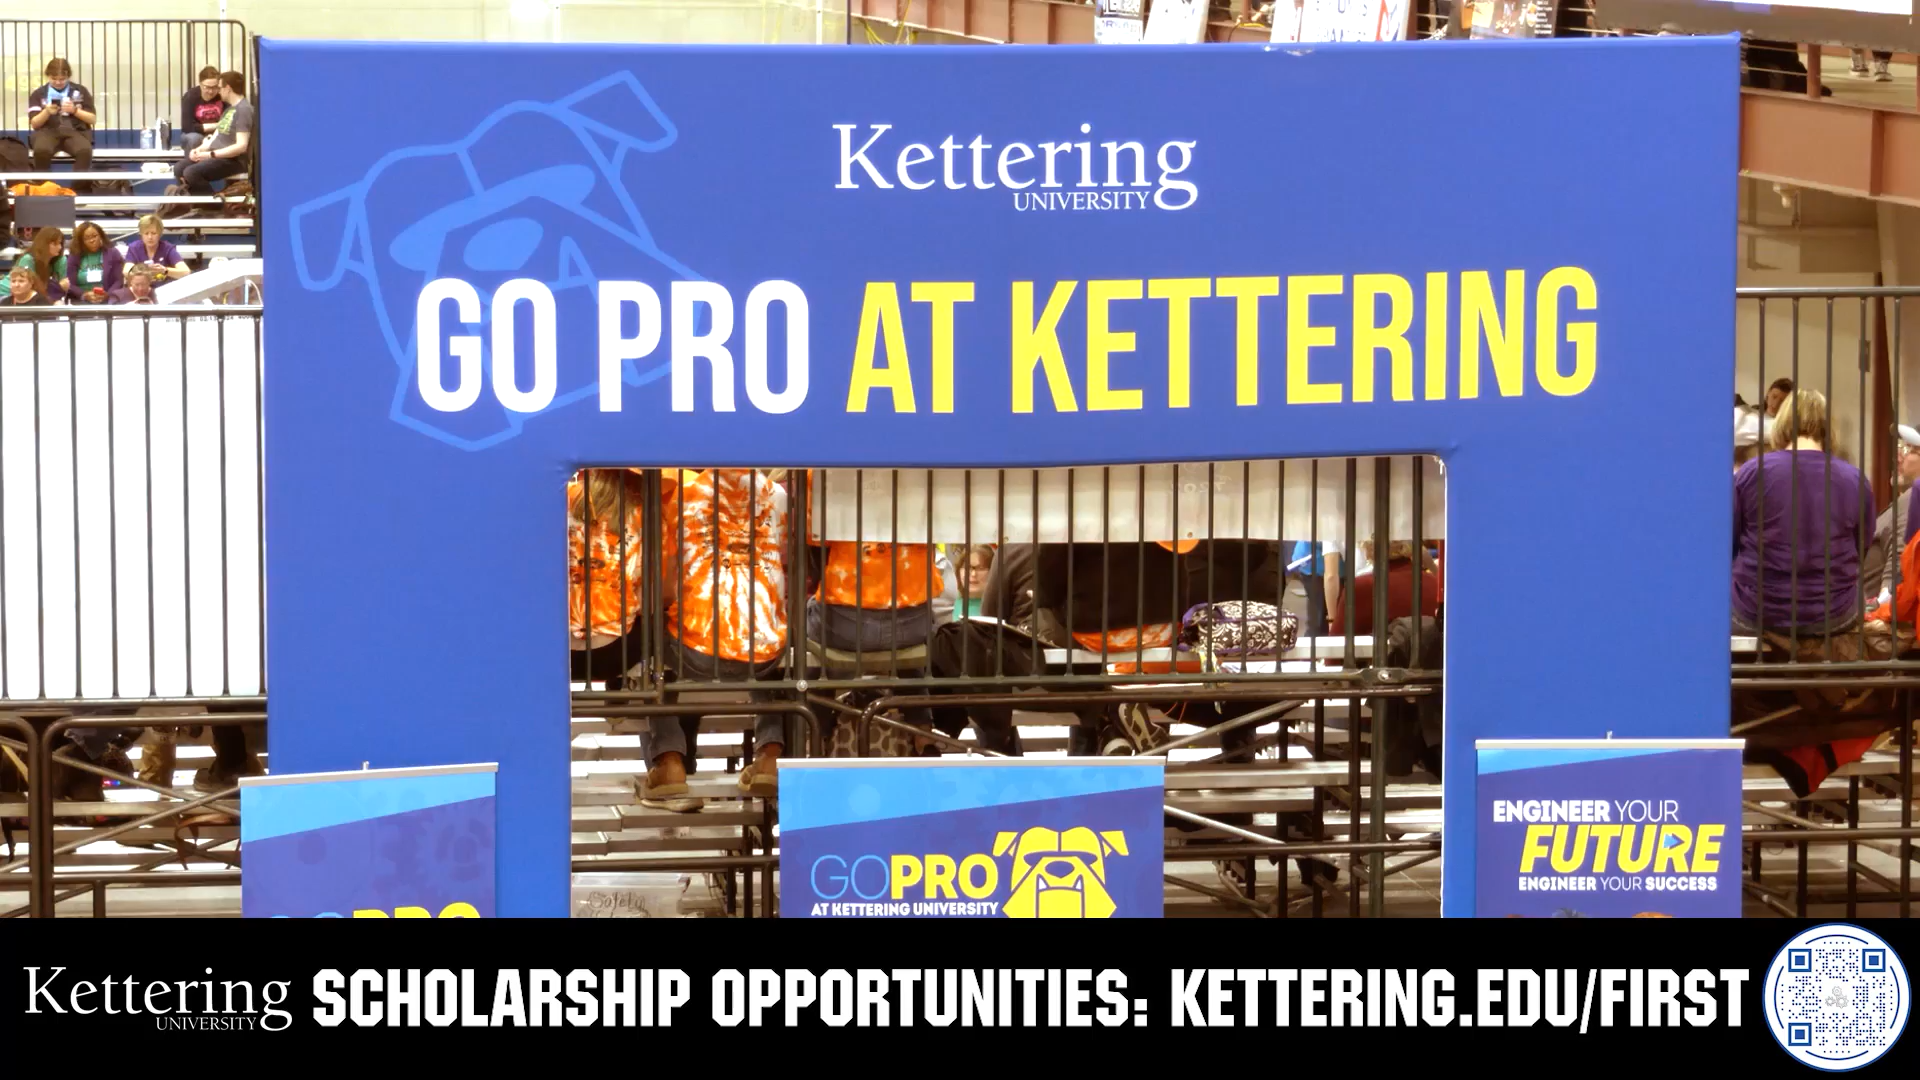 Kettering
UNIVERSITY
GO PRO AT KETTERING
GOPRO
AT KETTERING UNIVERSITY
ENGINEER YOUR
FUTURE
ENGINEER YOUR SUCCESS
Safety
Kettering
UNIVERSITY
SCHOLARSHIP OPPORTUNITIES: KETTERING.EDU/FIRST